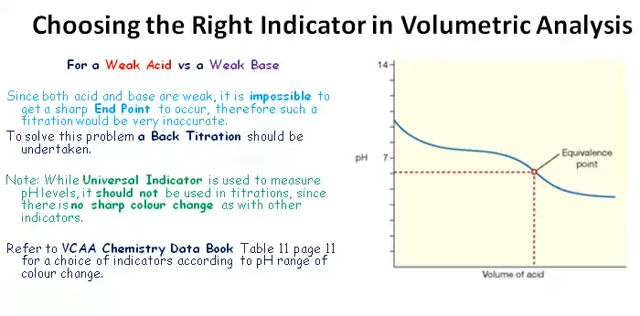 Choosing the Right Indicator in Volumetric Analysis
For a Weak Acid vs a Weak Base
Since both acid and base are weak, it is impossible to
get a sharp End Point to occur, therefore such a
titration would be very inaccurate.
To solve this problem a Back Titration should be
undertaken.
Note: While Universal Indicator is used to measure
pH levels, it should not be used in titrations, since
there is no sharp colour change as with other
indicators.
Refer to VCAA Chemistry Data Book Table 11 page 11
for a choice of indicators according to pH range of
colour change.
14
pH 7
Equivalence
point
Volume of acid